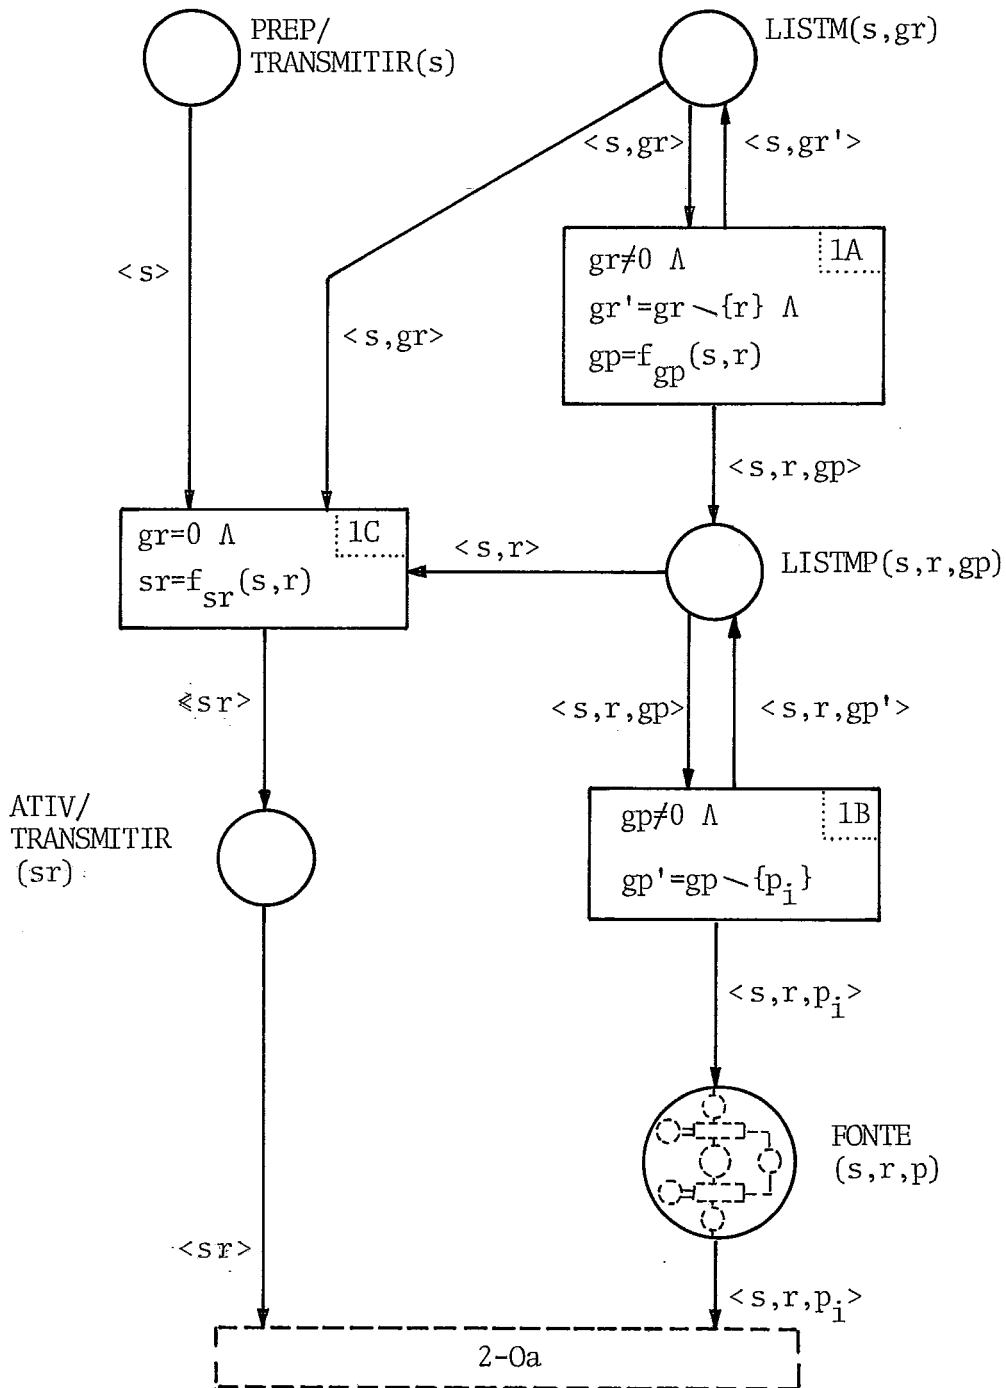 PREP/
TRANSMITIR(s)
LISTM(s,gr)
<s,gr>
<s,gr'>
<s>
<s,gr>
1A
gr≠0 Λ
gr'=gr∖{r} Λ
gp=f_gp(s,r)
<s,r,gp>
1C
gr=0 Λ
sr=f_sr(s,r)
<s,r>
LISTMP(s,r,gp)
<sr>
<s,r,gp>
<s,r,gp'>
ATIV/
TRANSMITIR
(sr)
1B
gp≠0 Λ
gp'=gp∖{p_i}
<s,r,p_i>
FONTE
(s,r,p)
<sr>
<s,r,p_i>
2-Oa